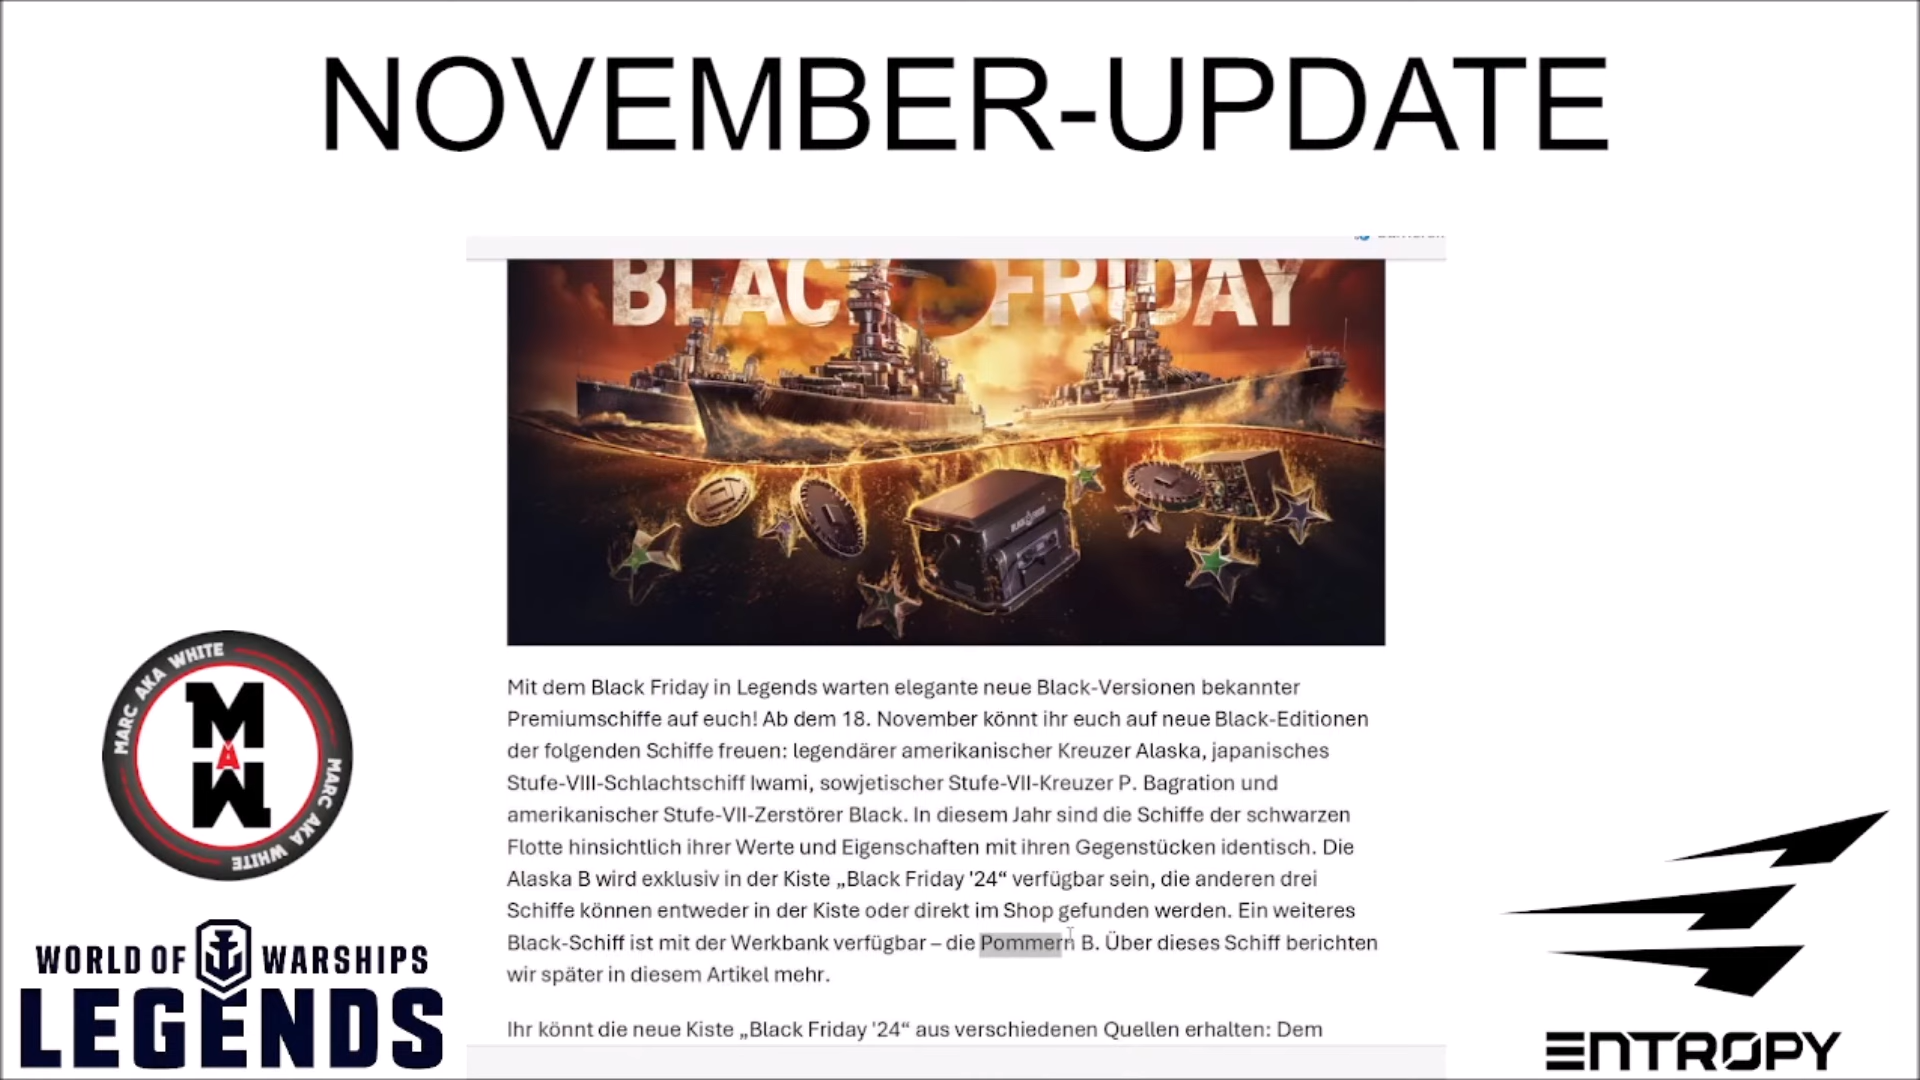 NOVEMBER-UPDATE
BLACK FRIDAY
Mit dem Black Friday in Legends warten elegante neue Black-Versionen bekannter
Premiumschiffe auf euch! Ab dem 18. November könnt ihr euch auf neue Black-Editionen
der folgenden Schiffe freuen: legendärer amerikanischer Kreuzer Alaska, japanisches
Stufe-VIII-Schlachtschiff Iwami, sowjetischer Stufe-VII-Kreuzer P. Bagration und
amerikanischer Stufe-VII-Zerstörer Black. In diesem Jahr sind die Schiffe der schwarzen
Flotte hinsichtlich ihrer Werte und Eigenschaften mit ihren Gegenstücken identisch. Die
Alaska B wird exklusiv in der Kiste „Black Friday '24“ verfügbar sein, die anderen drei
Schiffe können entweder in der Kiste oder direkt im Shop gefunden werden. Ein weiteres
Black-Schiff ist mit der Werkbank verfügbar – die Pommern B. Über dieses Schiff berichten
wir später in diesem Artikel mehr.
Ihr könnt die neue Kiste „Black Friday '24“ aus verschiedenen Quellen erhalten: Dem
MARC AKA WHITE
MAW
MARC AKA WHITE
WORLD OF WARSHIPS
LEGENDS
ENTROPY